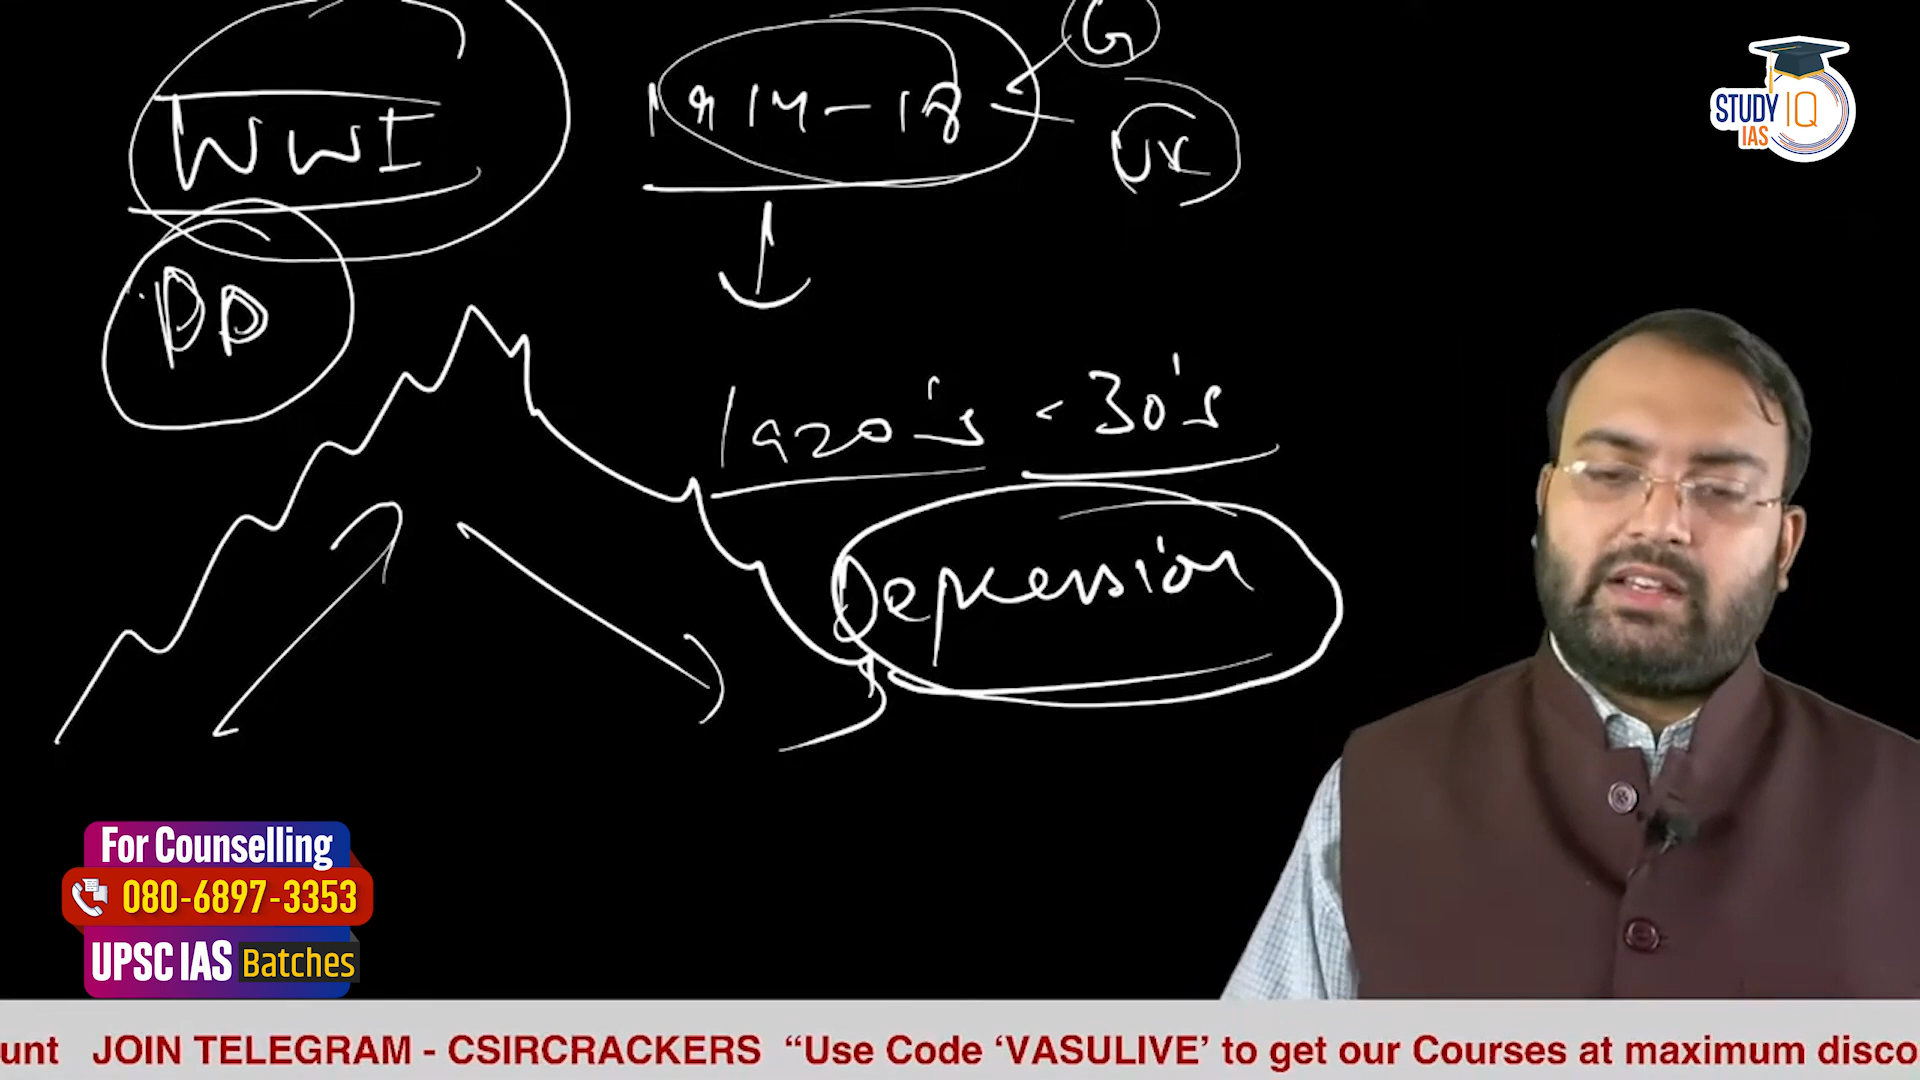 G
WWI
1914-18
UK
STUDY IQ
IAS
DD
1920's - 30's
Depression
For Counselling
080-6897-3353
UPSC IAS Batches
unt JOIN TELEGRAM - CSIRCRACKERS “Use Code ‘VASULIVE’ to get our Courses at maximum disco